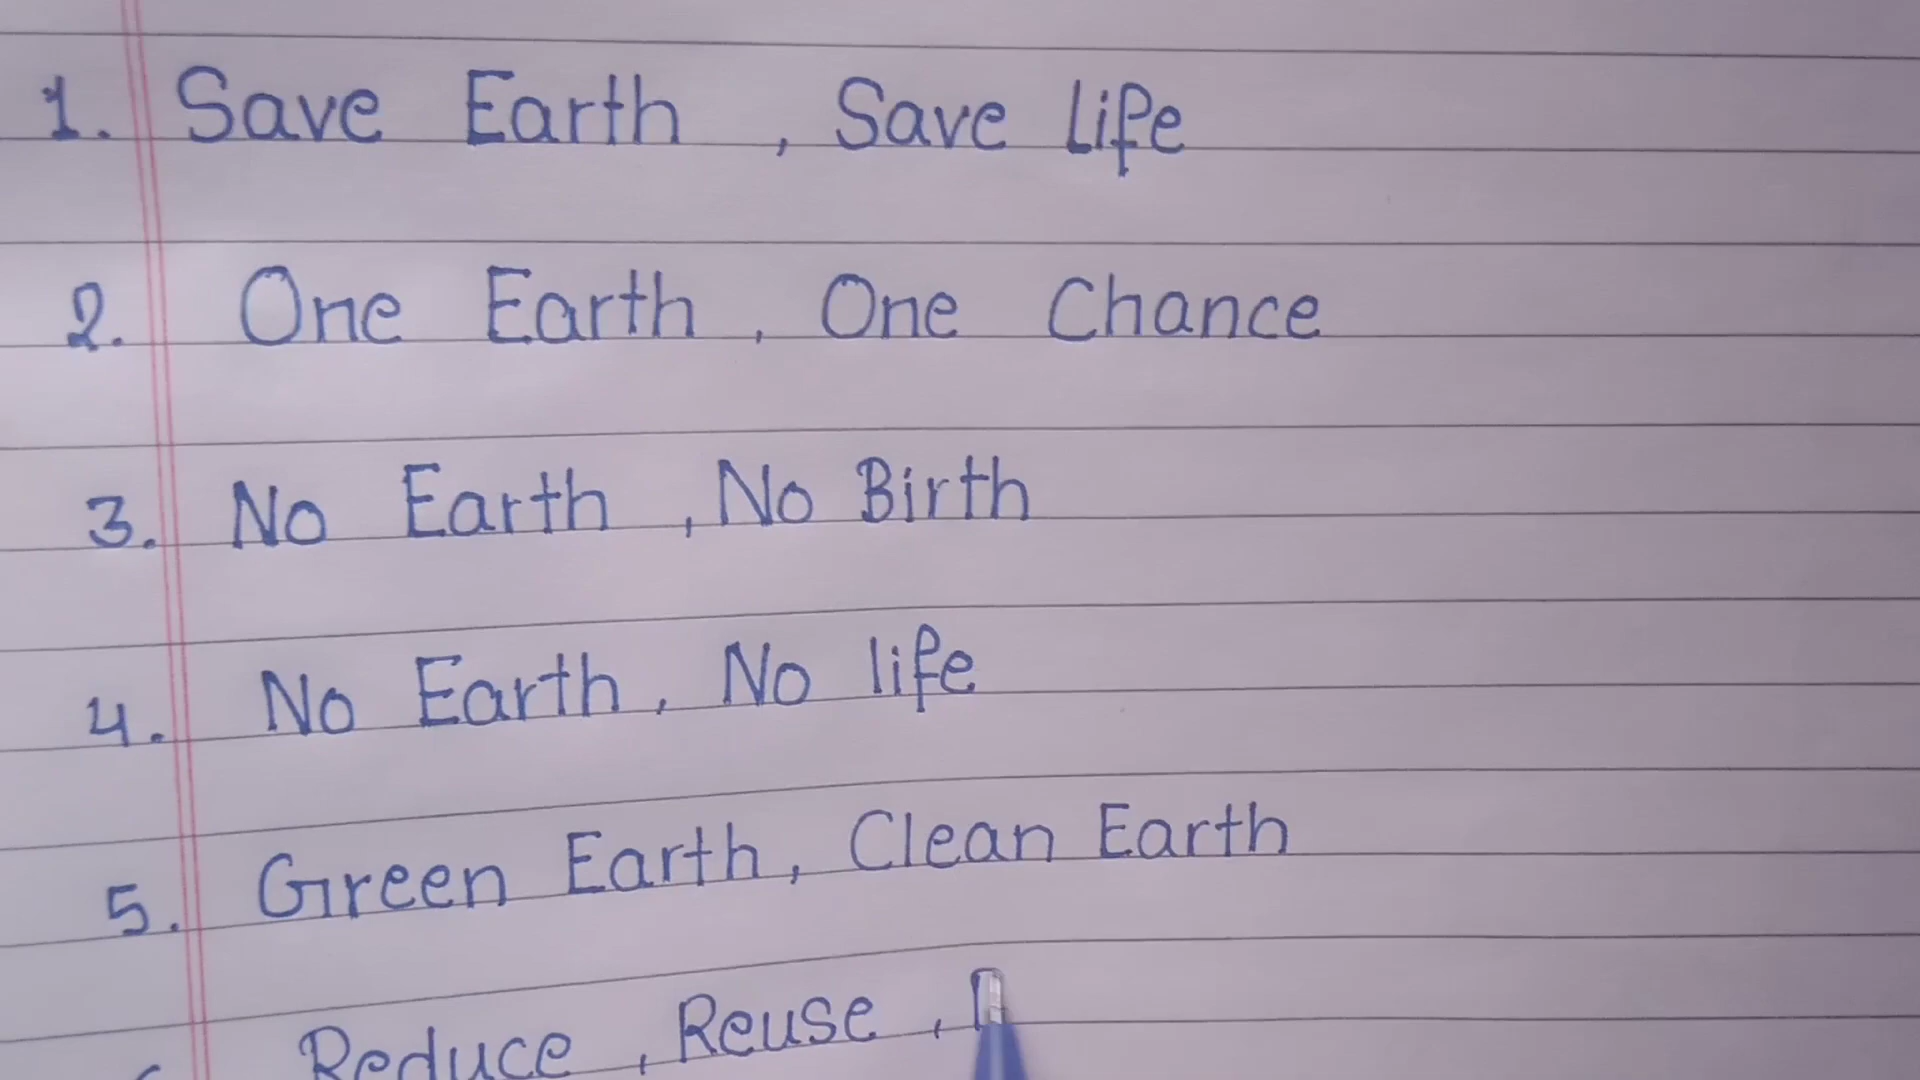 1. Save Earth , Save Life
2. One Earth , One Chance
3. No Earth , No Birth
4. No Earth , No life
5. Green Earth , Clean Earth
Reduce , Reuse ,